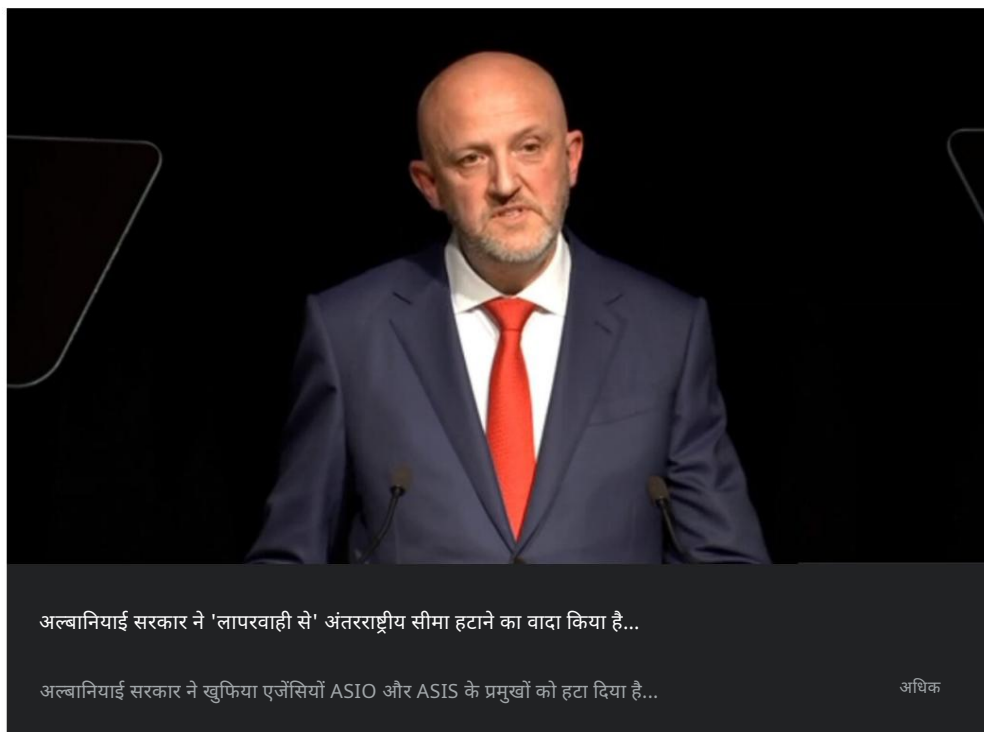 अल्बानियाई सरकार ने 'लापरवाही से' अंतरराष्ट्रीय सीमा हटाने का वादा किया है...
अल्बानियाई सरकार ने खुफिया एजेंसियों ASIO और ASIS के प्रमुखों को हटा दिया है...
अधिक